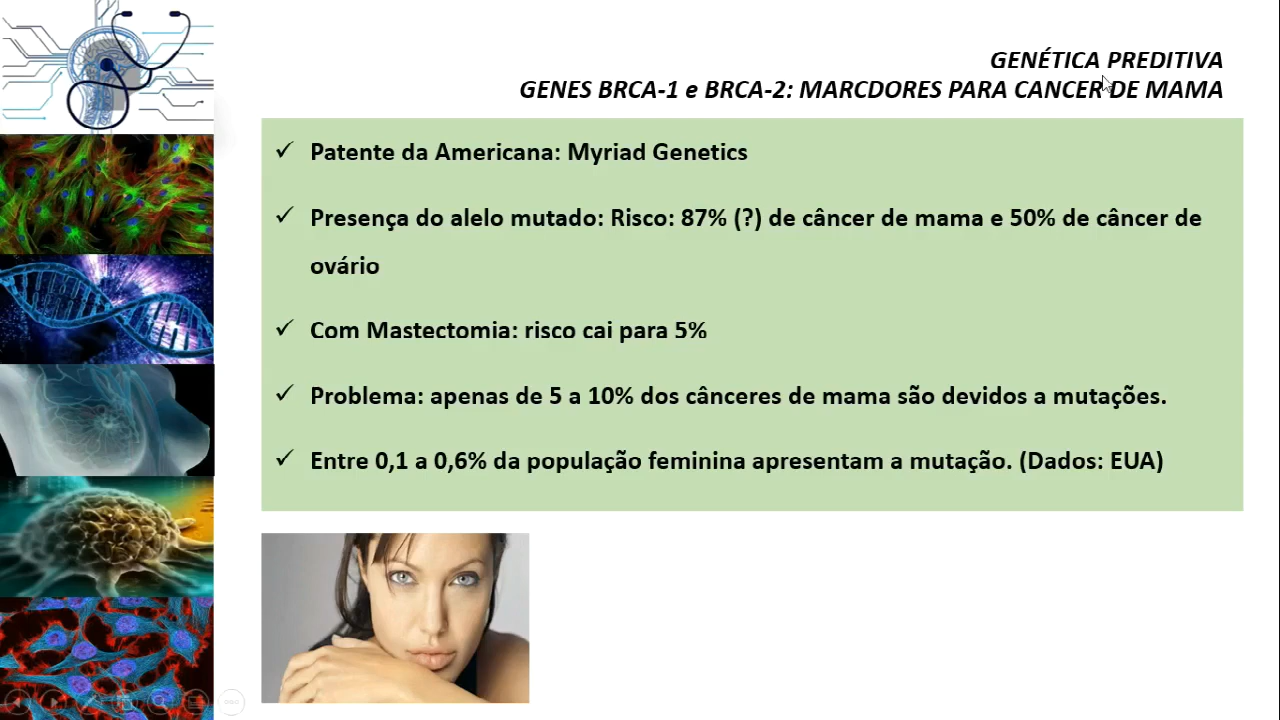 GENÉTICA PREDITIVA
GENES BRCA-1 e BRCA-2: MARCDORES PARA CANCER DE MAMA
✓ Patente da Americana: Myriad Genetics
✓ Presença do alelo mutado: Risco: 87% (?) de câncer de mama e 50% de câncer de
ovário
✓ Com Mastectomia: risco cai para 5%
✓ Problema: apenas de 5 a 10% dos cânceres de mama são devidos a mutações.
✓ Entre 0,1 a 0,6% da população feminina apresentam a mutação. (Dados: EUA)